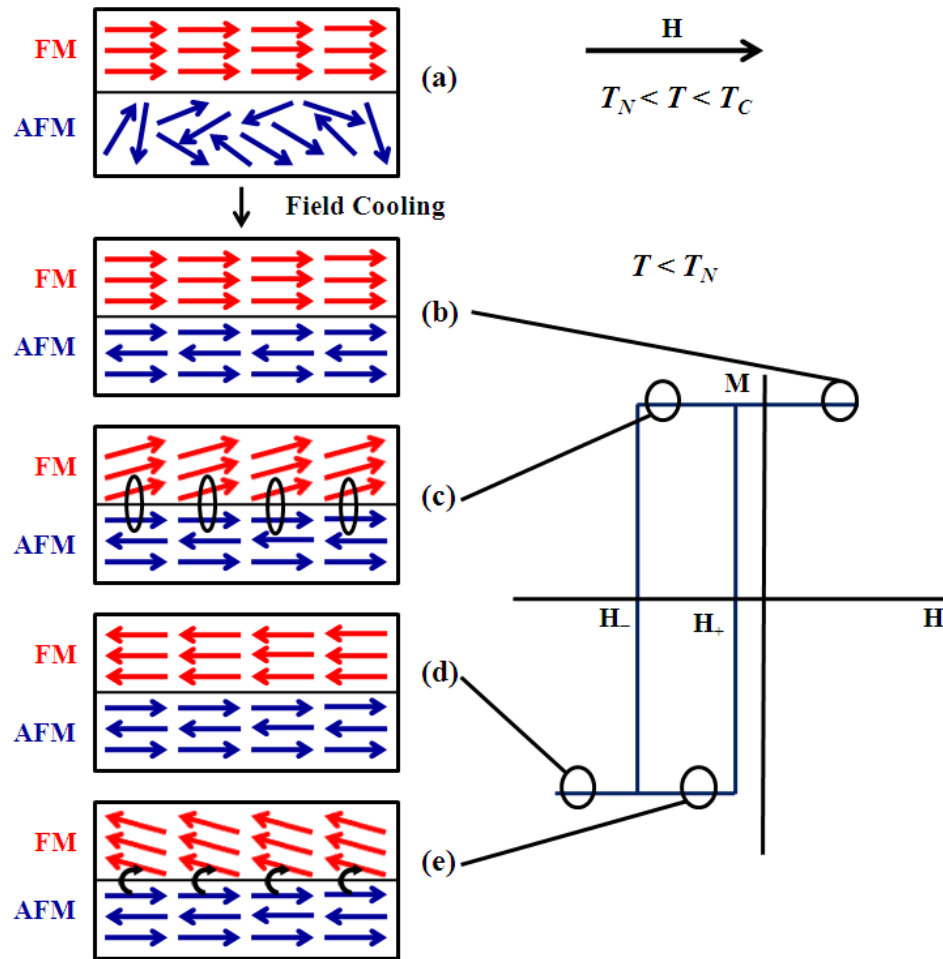 FM
AFM
(a)
H
T_N < T < T_C
Field Cooling
FM
AFM
(b)
T < T_N
M
FM
AFM
(c)
H₋
H₊
H
FM
AFM
(d)
FM
AFM
(e)